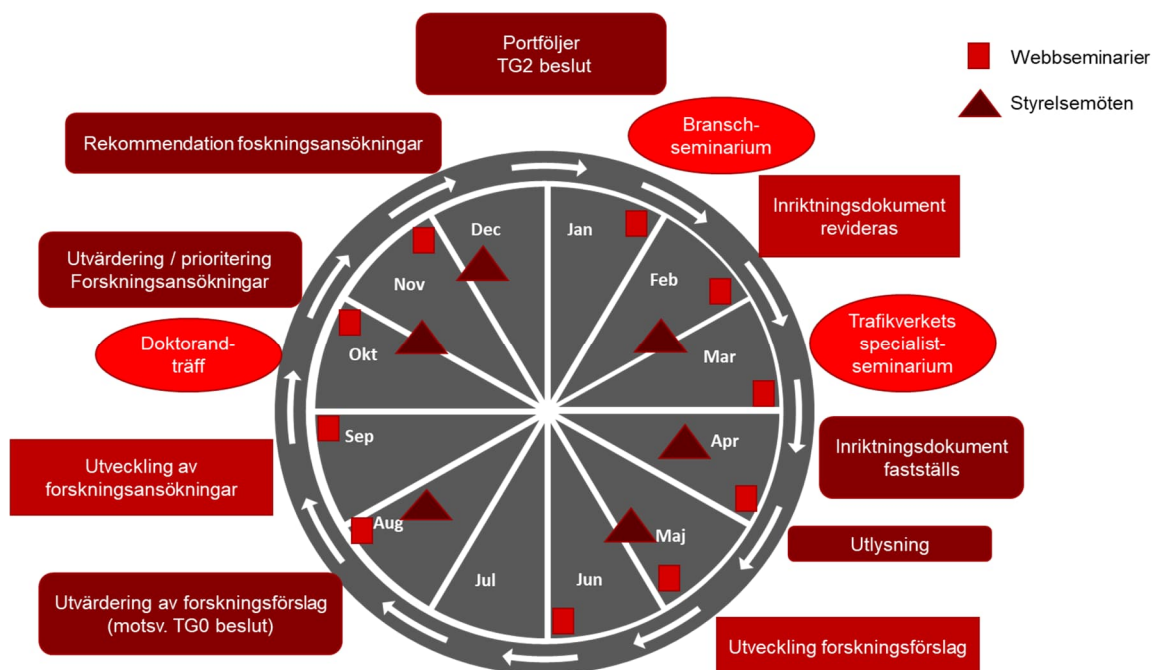 Portföljer
TG2 beslut
Webbseminarier
Styrelsemöten
Bransch-
seminarium
Rekommendation foskningsansökningar
Inriktningsdokument
revideras
Utvärdering / prioritering
Forskningsansökningar
Trafikverkets
specialist-
seminarium
Doktorand-
träff
Inriktningsdokument
fastställs
Utveckling av
forskningsansökningar
Utlysning
Utvärdering av forskningsförslag
(motsv. TG0 beslut)
Utveckling forskningsförslag
Jan
Feb
Mar
Apr
Maj
Jun
Jul
Aug
Sep
Okt
Nov
Dec